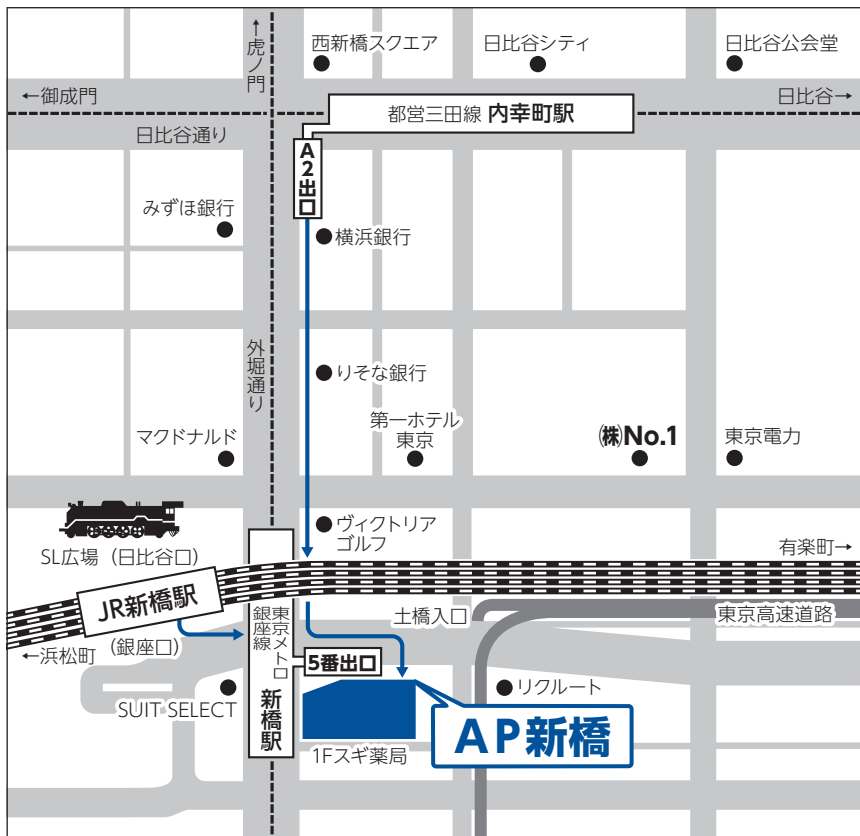 ↑虎ノ門
西新橋スクエア
日比谷シティ
日比谷公会堂
←御成門
日比谷→
都営三田線 内幸町駅
日比谷通り
A2出口
みずほ銀行
横浜銀行
外堀通り
りそな銀行
マクドナルド
第一ホテル
東京
㈱No.1
東京電力
ヴィクトリア
ゴルフ
SL広場（日比谷口）
有楽町→
JR新橋駅
土橋入口
東京高速道路
（銀座口）
←浜松町
東京メトロ
銀座線
新橋駅
5番出口
SUIT SELECT
リクルート
AP新橋
1Fスギ薬局